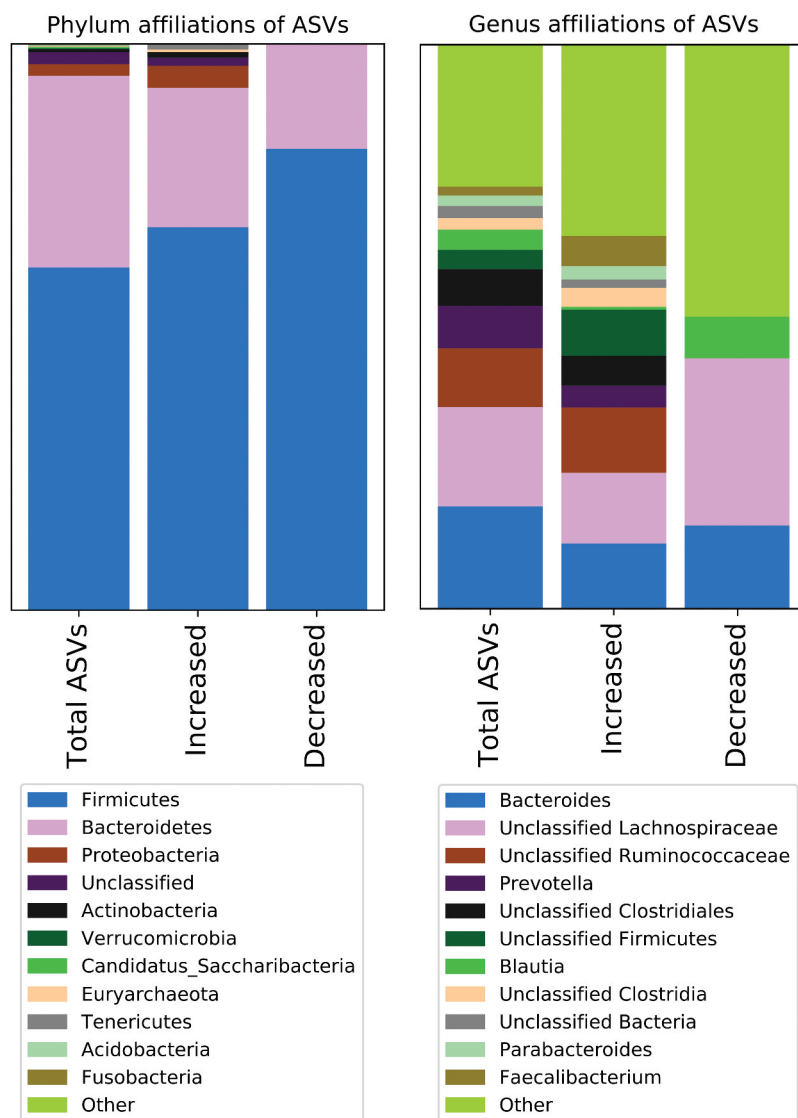 Phylum affiliations of ASVs
Total ASVs
Increased
Decreased
Firmicutes
Bacteroidetes
Proteobacteria
Unclassified
Actinobacteria
Verrucomicrobia
Candidatus_Saccharibacteria
Euryarchaeota
Tenericutes
Acidobacteria
Fusobacteria
Other
Genus affiliations of ASVs
Total ASVs
Increased
Decreased
Bacteroides
Unclassified Lachnospiraceae
Unclassified Ruminococcaceae
Prevotella
Unclassified Clostridiales
Unclassified Firmicutes
Blautia
Unclassified Clostridia
Unclassified Bacteria
Parabacteroides
Faecalibacterium
Other